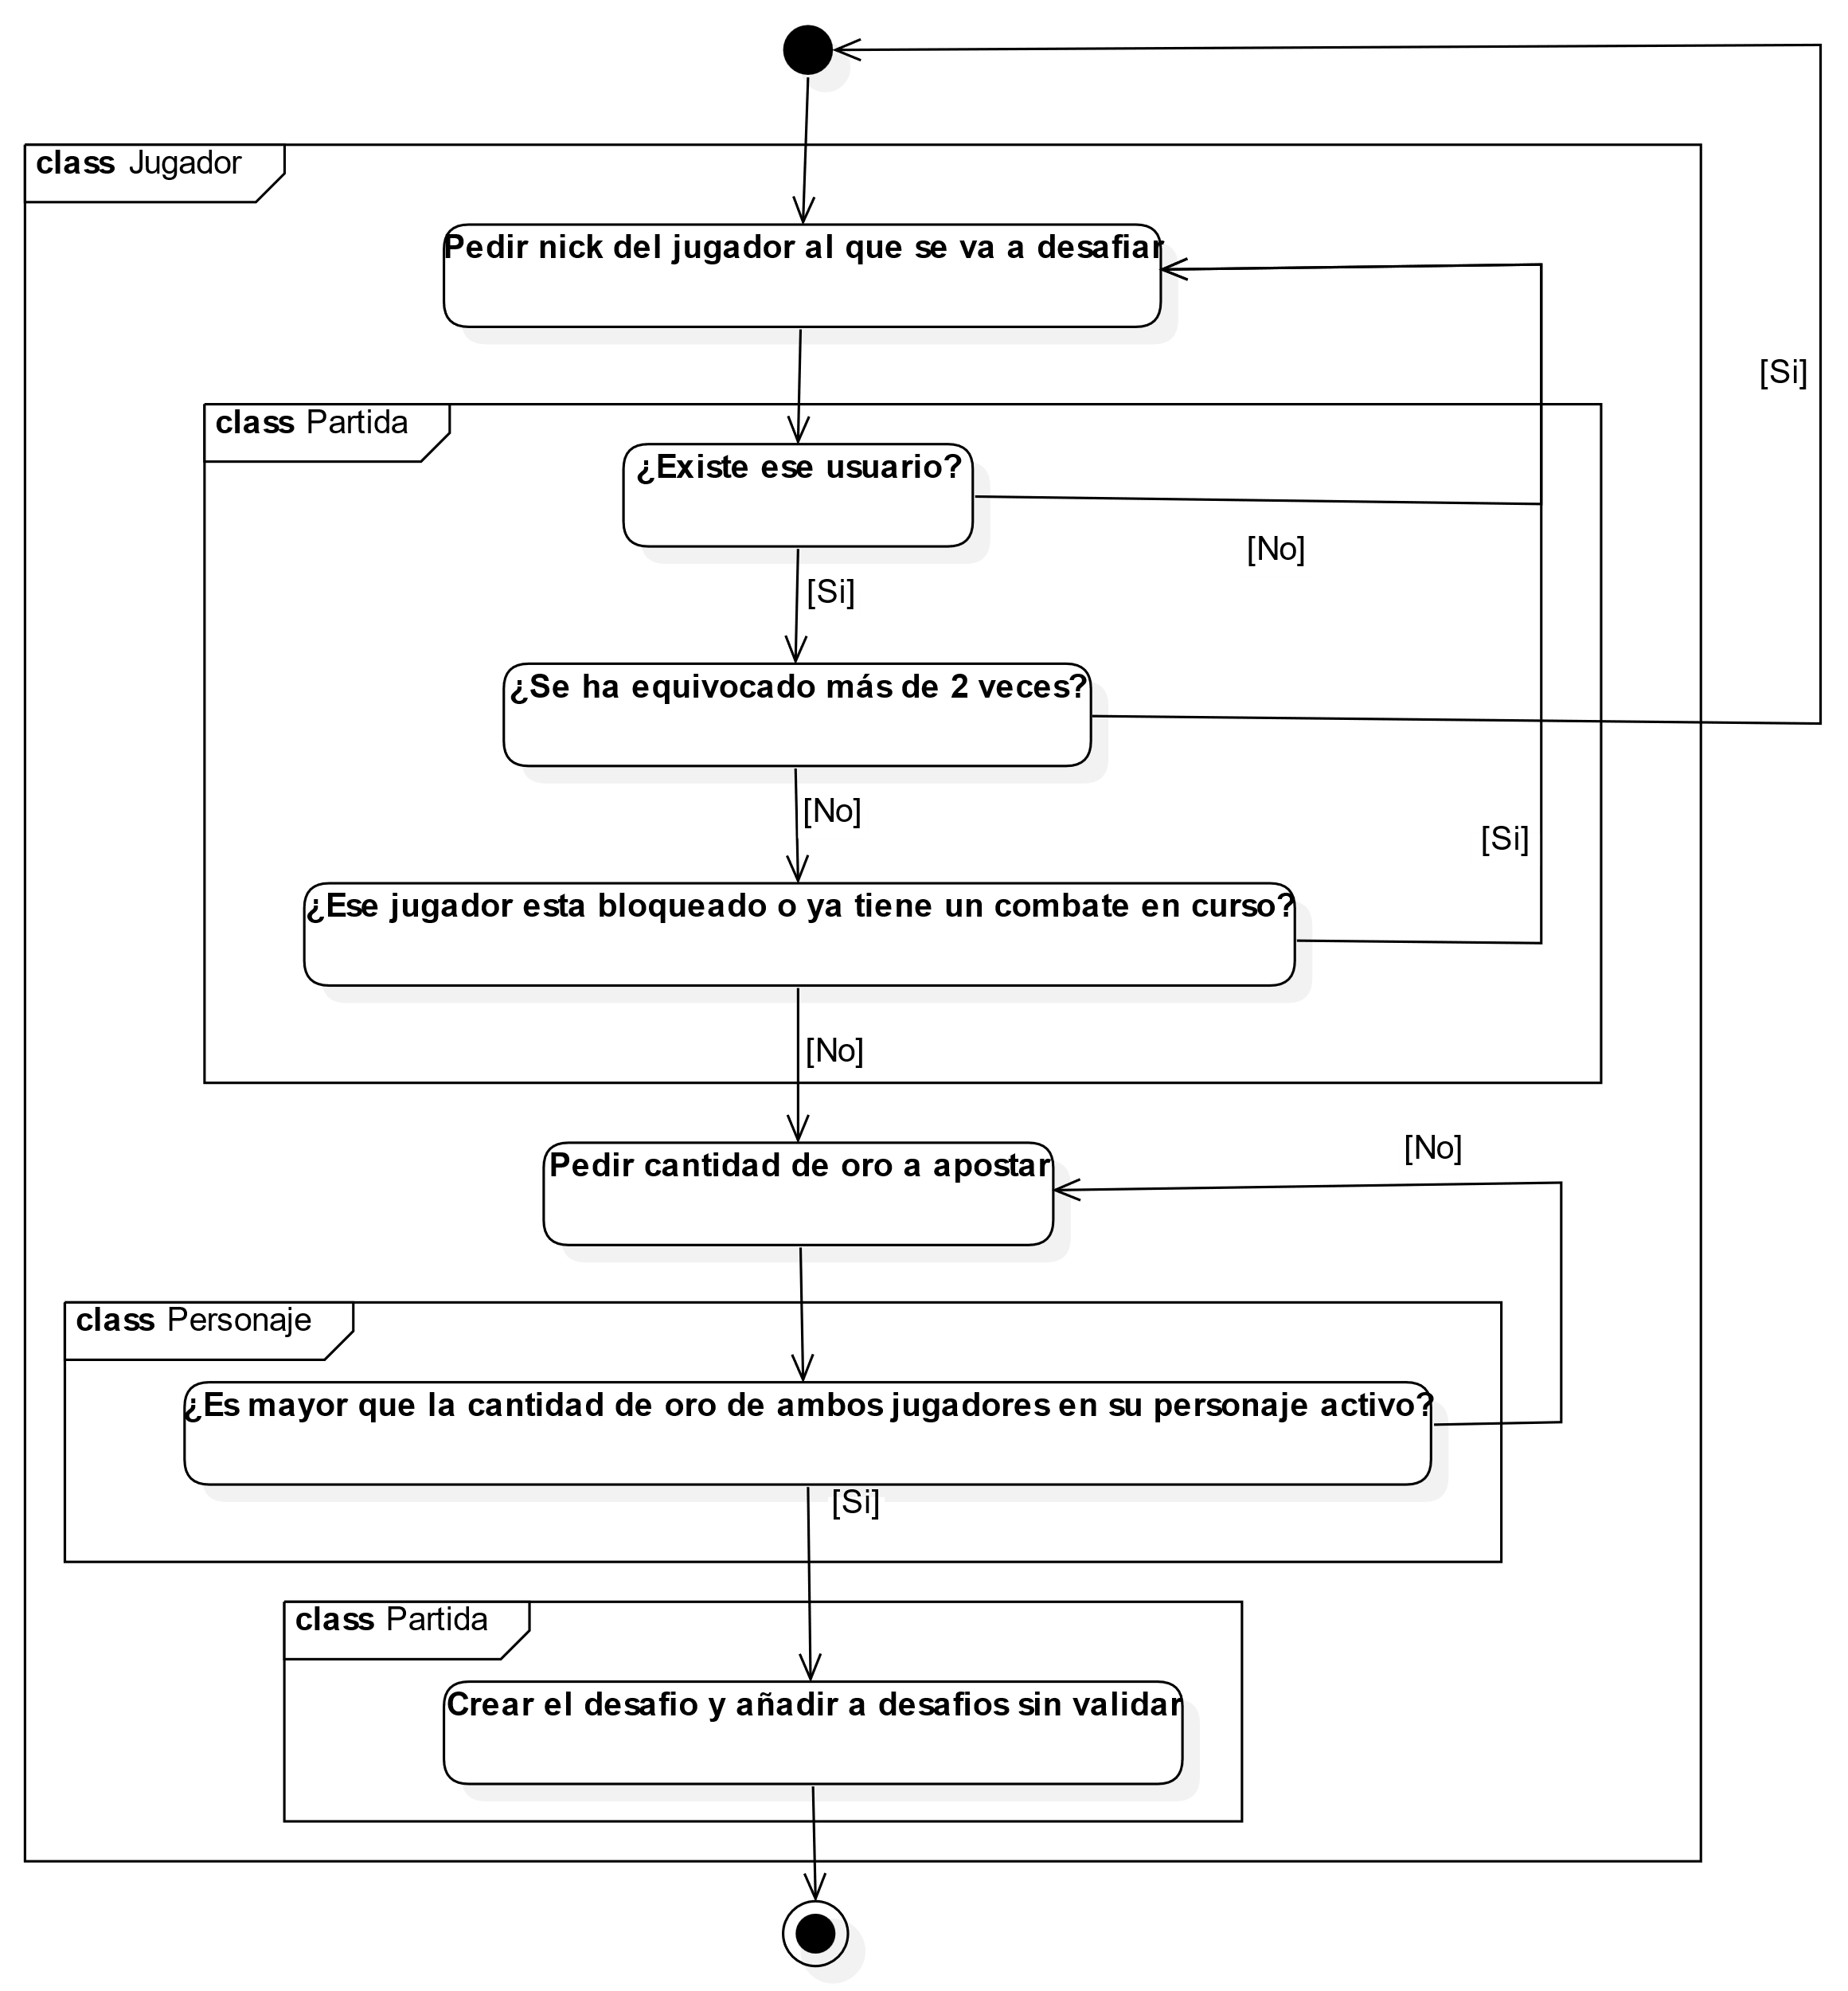 class Jugador
Pedir nick del jugador al que se va a desafiar
[Si]
class Partida
¿Existe ese usuario?
[No]
[Si]
¿Se ha equivocado más de 2 veces?
[No]
[Si]
¿Ese jugador esta bloqueado o ya tiene un combate en curso?
[No]
[No]
Pedir cantidad de oro a apostar
class Personaje
¿Es mayor que la cantidad de oro de ambos jugadores en su personaje activo?
[Si]
class Partida
Crear el desafio y añadir a desafios sin validar